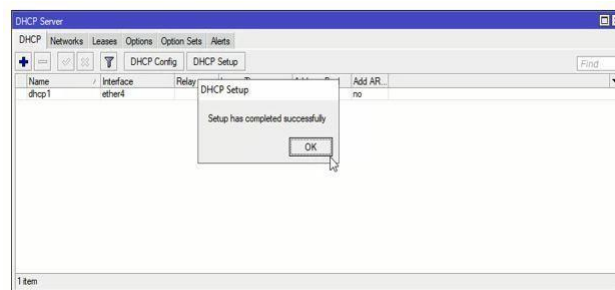 DHCP Server
DHCP Networks Leases Options Option Sets Alerts
DHCP Config DHCP Setup Find
Name Interface Relay Add AR...
dhcp1 ether4 no
DHCP Setup
Setup has completed successfully
OK
1 item